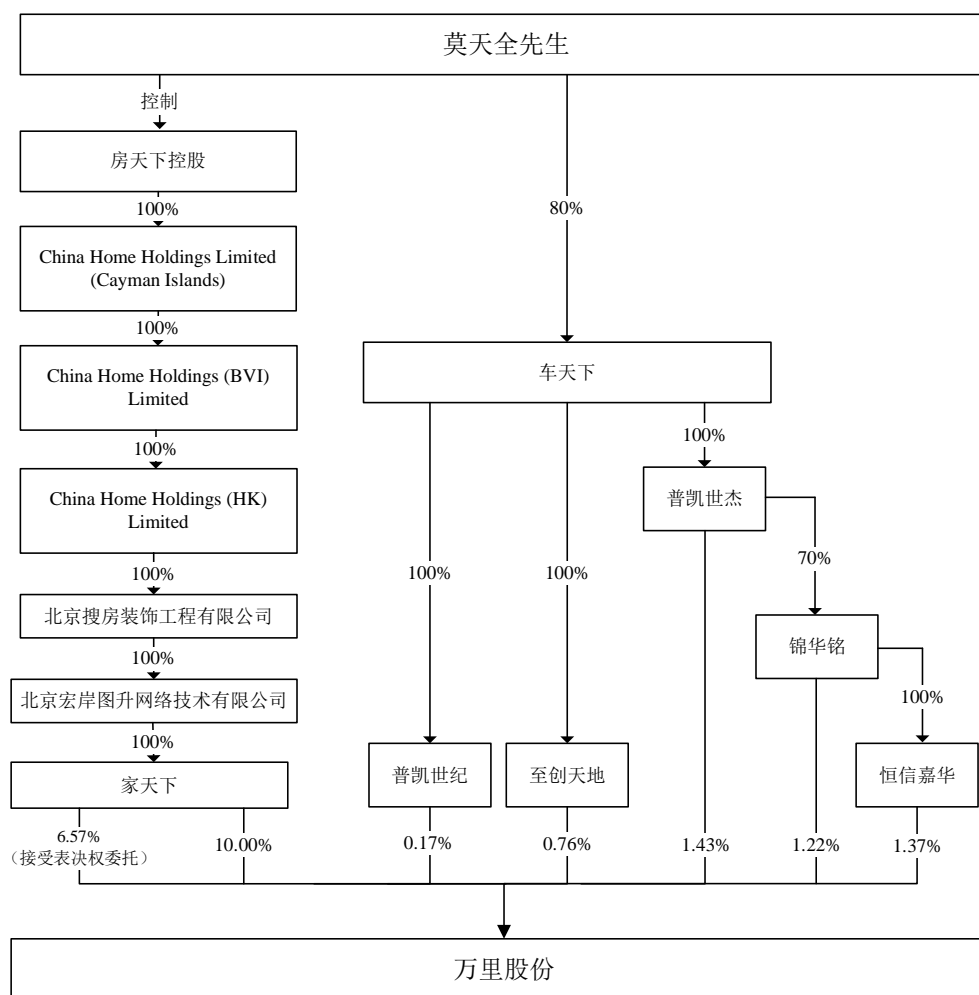 莫天全先生
控制
房天下控股
100%
80%
China Home Holdings Limited
(Cayman Islands)
100%
China Home Holdings (BVI)
Limited
车天下
100%
100%
China Home Holdings (HK)
Limited
普凯世杰
100%
100%
100%
70%
北京搜房装饰工程有限公司
锦华铭
100%
北京宏岸图升网络技术有限公司
100%
100%
家天下
普凯世纪
至创天地
恒信嘉华
6.57%
(接受表决权委托)
10.00%
0.17%
0.76%
1.43%
1.22%
1.37%
万里股份